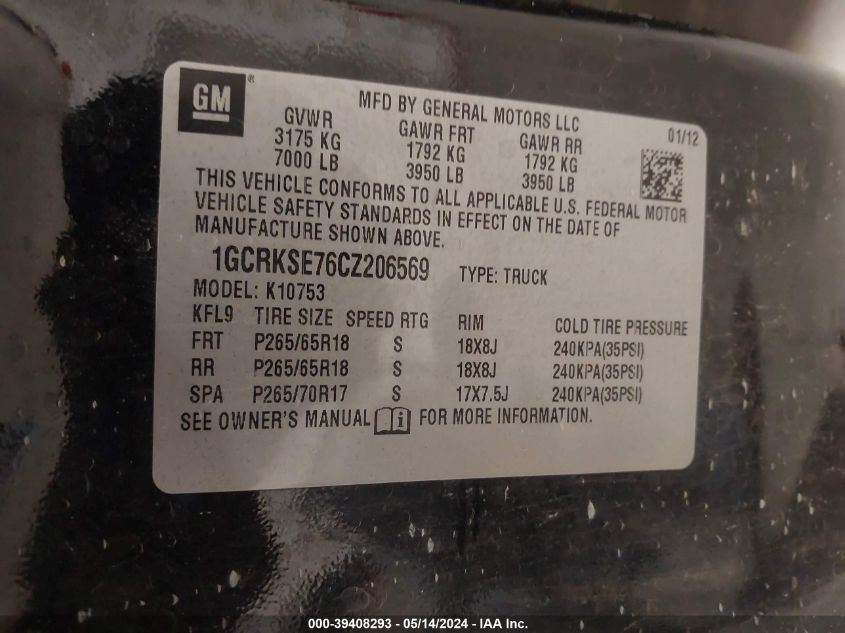 GM®
MFD BY GENERAL MOTORS LLC
01/12
GVWR GAWR FRT GAWR RR
3175 KG 1792 KG 1792 KG
7000 LB 3950 LB 3950 LB
THIS VEHICLE CONFORMS TO ALL APPLICABLE U.S. FEDERAL MOTOR
VEHICLE SAFETY STANDARDS IN EFFECT ON THE DATE OF
MANUFACTURE SHOWN ABOVE.
1GCRKSE76CZ206569 TYPE: TRUCK
MODEL: K10753
KFL9 TIRE SIZE SPEED RTG RIM COLD TIRE PRESSURE
FRT P265/65R18 S 18X8J 240KPA(35PSI)
RR P265/65R18 S 18X8J 240KPA(35PSI)
SPA P265/70R17 S 17X7.5J 240KPA(35PSI)
SEE OWNER'S MANUAL FOR MORE INFORMATION.
000-39408293 - 05/14/2024 - IAA Inc.